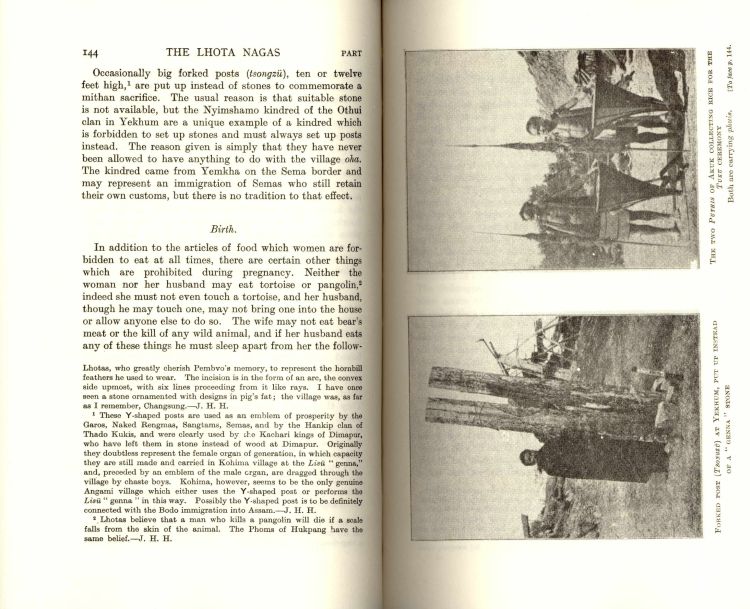 144 THE LHOTA NAGAS PART
Occasionally big forked posts (tsongzü), ten or twelve
feet high,¹ are put up instead of stones to commemorate a
mithan sacrifice. The usual reason is that suitable stone
is not available, but the Nyimshamo kindred of the Othui
clan in Yekhum are a unique example of a kindred which
is forbidden to set up stones and must always set up posts
instead. The reason given is simply that they have never
been allowed to have anything to do with the village oha.
The kindred came from Yemkha on the Sema border and
may represent an immigration of Semas who still retain
their own customs, but there is no tradition to that effect.
Birth.
In addition to the articles of food which women are for-
bidden to eat at all times, there are certain other things
which are prohibited during pregnancy. Neither the
woman nor her husband may eat tortoise or pangolin,²
indeed she must not even touch a tortoise, and her husband,
though he may touch one, may not bring one into the house
or allow anyone else to do so. The wife may not eat bear's
meat or the kill of any wild animal, and if her husband eats
any of these things he must sleep apart from her the follow-
Lhotas, who greatly cherish Pembvo's memory, to represent the hornbill
feathers he used to wear. The incision is in the form of an arc, the convex
side upmost, with six lines proceeding from it like rays. I have once
seen a stone ornamented with designs in pig's fat; the village was, as far
as I remember, Changsung.—J. H. H.
¹ These Y-shaped posts are used as an emblem of prosperity by the
Garos, Naked Rengmas, Sangtams, Semas, and by the Hankip clan of
Thado Kukis, and were clearly used by the Kachari kings of Dimapur,
who have left them in stone instead of wood at Dimapur. Originally
they doubtless represent the female organ of generation, in which capacity
they are still made and carried in Kohima village at the Lisü "genna,"
and, preceded by an emblem of the male organ, are dragged through the
village by chaste boys. Kohima, however, seems to be the only genuine
Angami village which either uses the Y-shaped post or performs the
Lisü "genna" in this way. Possibly the Y-shaped post is to be definitely
connected with the Bodo immigration into Assam.—J. H. H.
² Lhotas believe that a man who kills a pangolin will die if a scale
falls from the skin of the animal. The Phoms of Hukpang have the
same belief.—J. H. H.
THE TWO PUTHIS OF AKUK COLLECTING RICE FOR THE
TUKU CEREMONY
Both are carrying phuie. [To face p. 144.
FORKED POST (TSONGZÜ) AT YEKHUM, PUT UP INSTEAD
OF A "GENNA" STONE